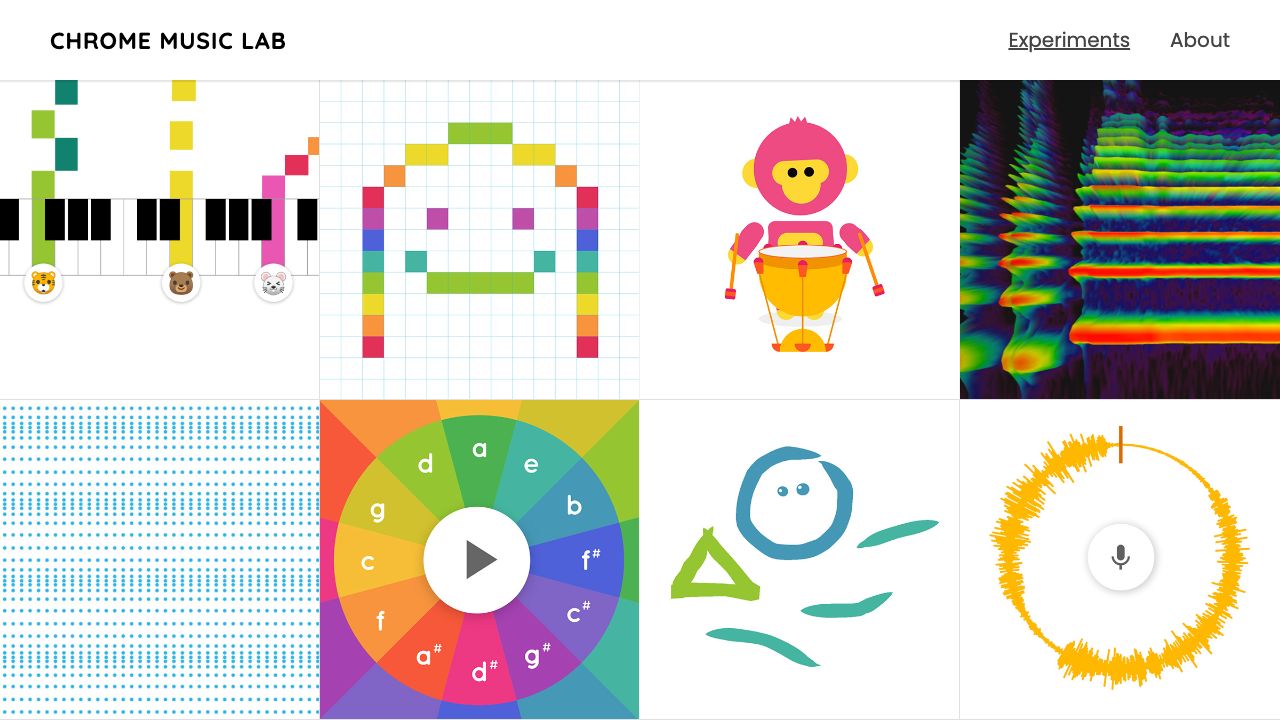 CHROME MUSIC LAB
Experiments About
a
d e
g b
c f#
f c#
a# g#
d#